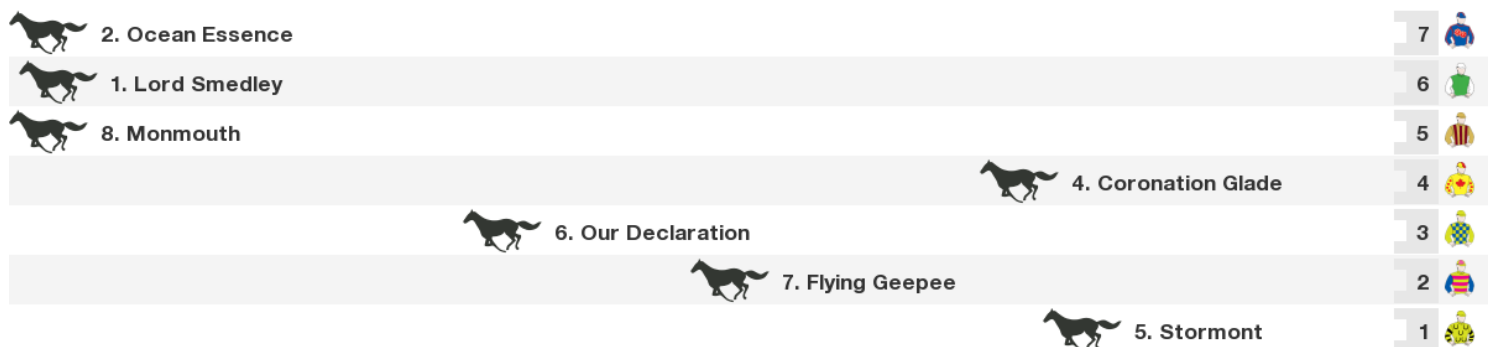 2. Ocean Essence 7
1. Lord Smedley 6
8. Monmouth 5
4. Coronation Glade 4
6. Our Declaration 3
7. Flying Geepee 2
5. Stormont 1